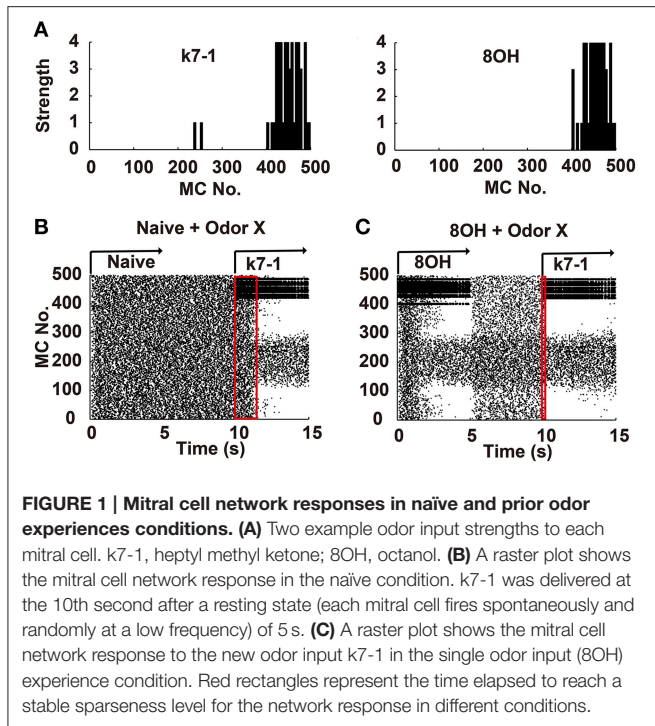 A
k7-1
8OH
Strength
4
3
2
1
0
0 100 200 300 400 500
MC No.
4
3
2
1
0
0 100 200 300 400 500
MC No.
B
Naive + Odor X
Naive
k7-1
MC No.
500
400
300
200
100
0
0 5 10 15
Time (s)
C
8OH + Odor X
8OH
k7-1
500
400
300
200
100
0
0 5 10 15
Time (s)
FIGURE 1 | Mitral cell network responses in naïve and prior odor
experiences conditions. (A) Two example odor input strengths to each
mitral cell. k7-1, heptyl methyl ketone; 8OH, octanol. (B) A raster plot shows
the mitral cell network response in the naïve condition. k7-1 was delivered at
the 10th second after a resting state (each mitral cell fires spontaneously and
randomly at a low frequency) of 5 s. (C) A raster plot shows the mitral cell
network response to the new odor input k7-1 in the single odor input (8OH)
experience condition. Red rectangles represent the time elapsed to reach a
stable sparseness level for the network response in different conditions.